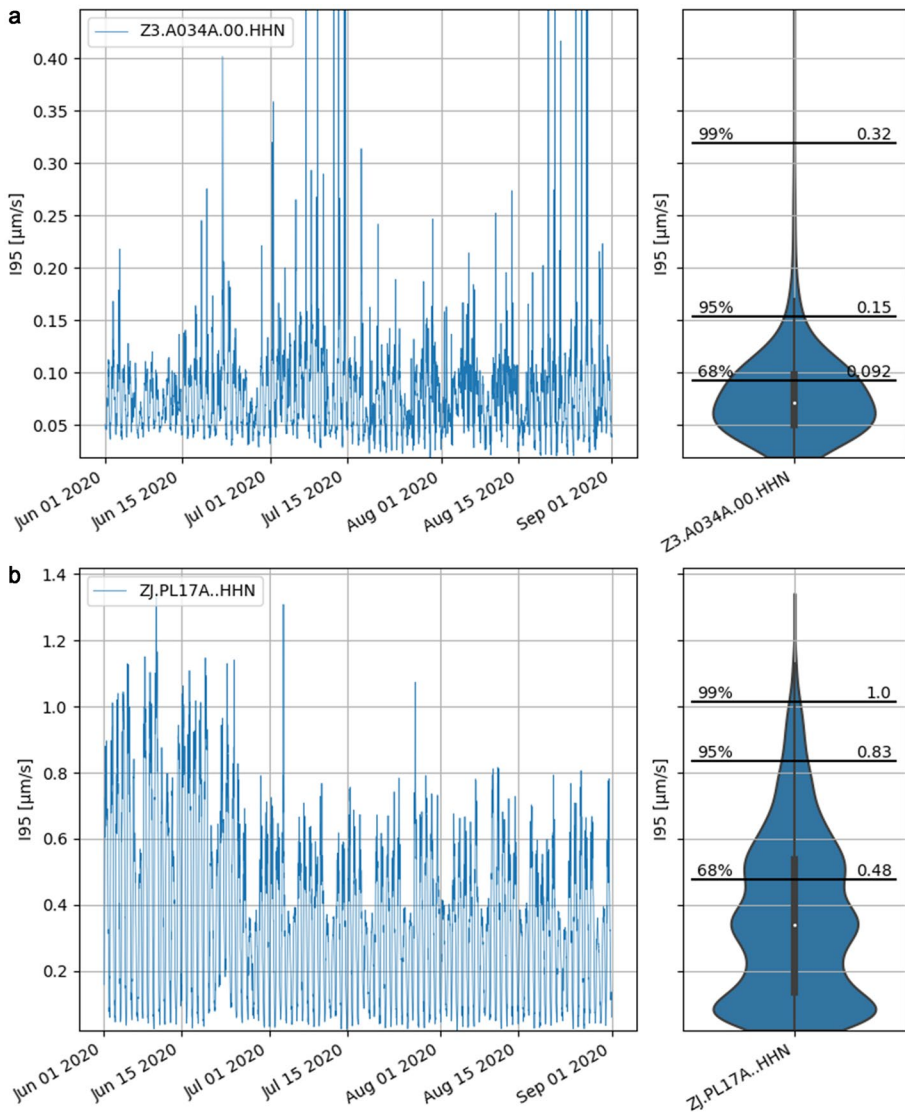 a
Z3.A034A.00.HHN
I95 [μm/s]
0.40
0.35
0.30
0.25
0.20
0.15
0.10
0.05
Jun 01 2020
Jun 15 2020
Jul 01 2020
Jul 15 2020
Aug 01 2020
Aug 15 2020
Sep 01 2020
I95 [μm/s]
99% 0.32
95% 0.15
68% 0.092
Z3.A034A.00.HHN
b
ZJ.PL17A..HHN
I95 [μm/s]
1.4
1.2
1.0
0.8
0.6
0.4
0.2
Jun 01 2020
Jun 15 2020
Jul 01 2020
Jul 15 2020
Aug 01 2020
Aug 15 2020
Sep 01 2020
I95 [μm/s]
99% 1.0
95% 0.83
68% 0.48
ZJ.PL17A..HHN